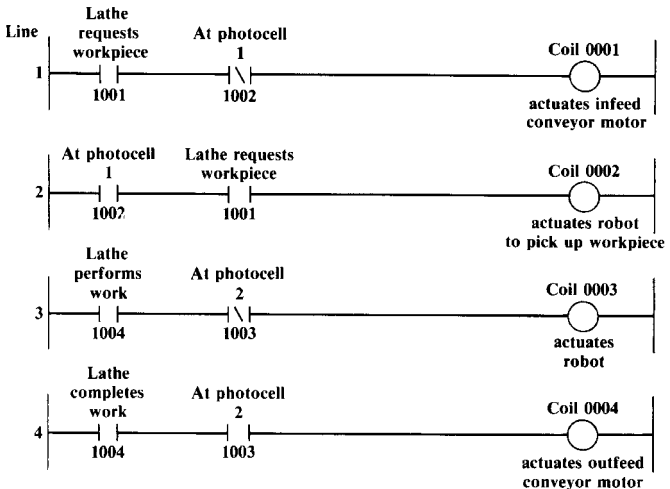 Line
Lathe
requests
workpiece
At photocell
1
Coil 0001
1
1001
1002
actuates infeed
conveyor motor
At photocell
1
Lathe requests
workpiece
Coil 0002
2
1002
1001
actuates robot
to pick up workpiece
Lathe
performs
work
At photocell
2
Coil 0003
3
1004
1003
actuates
robot
Lathe
completes
work
At photocell
2
Coil 0004
4
1004
1003
actuates outfeed
conveyor motor